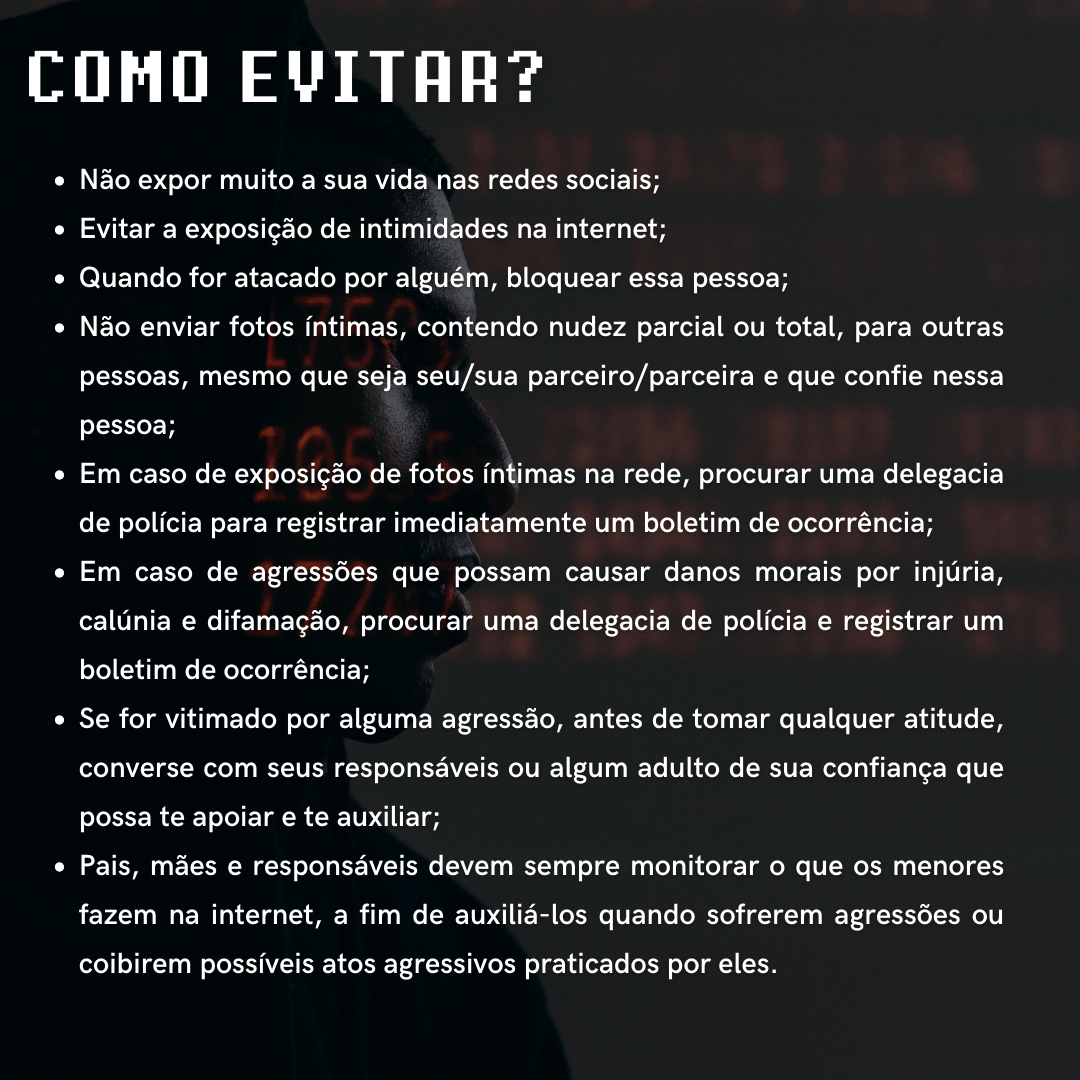 COMO EVITAR?
• Não expor muito a sua vida nas redes sociais;
• Evitar a exposição de intimidades na internet;
• Quando for atacado por alguém, bloquear essa pessoa;
• Não enviar fotos íntimas, contendo nudez parcial ou total, para outras
pessoas, mesmo que seja seu/sua parceiro/parceira e que confie nessa
pessoa;
• Em caso de exposição de fotos íntimas na rede, procurar uma delegacia
de polícia para registrar imediatamente um boletim de ocorrência;
• Em caso de agressões que possam causar danos morais por injúria,
calúnia e difamação, procurar uma delegacia de polícia e registrar um
boletim de ocorrência;
• Se for vitimado por alguma agressão, antes de tomar qualquer atitude,
converse com seus responsáveis ou algum adulto de sua confiança que
possa te apoiar e te auxiliar;
• Pais, mães e responsáveis devem sempre monitorar o que os menores
fazem na internet, a fim de auxiliá-los quando sofrerem agressões ou
coibirem possíveis atos agressivos praticados por eles.